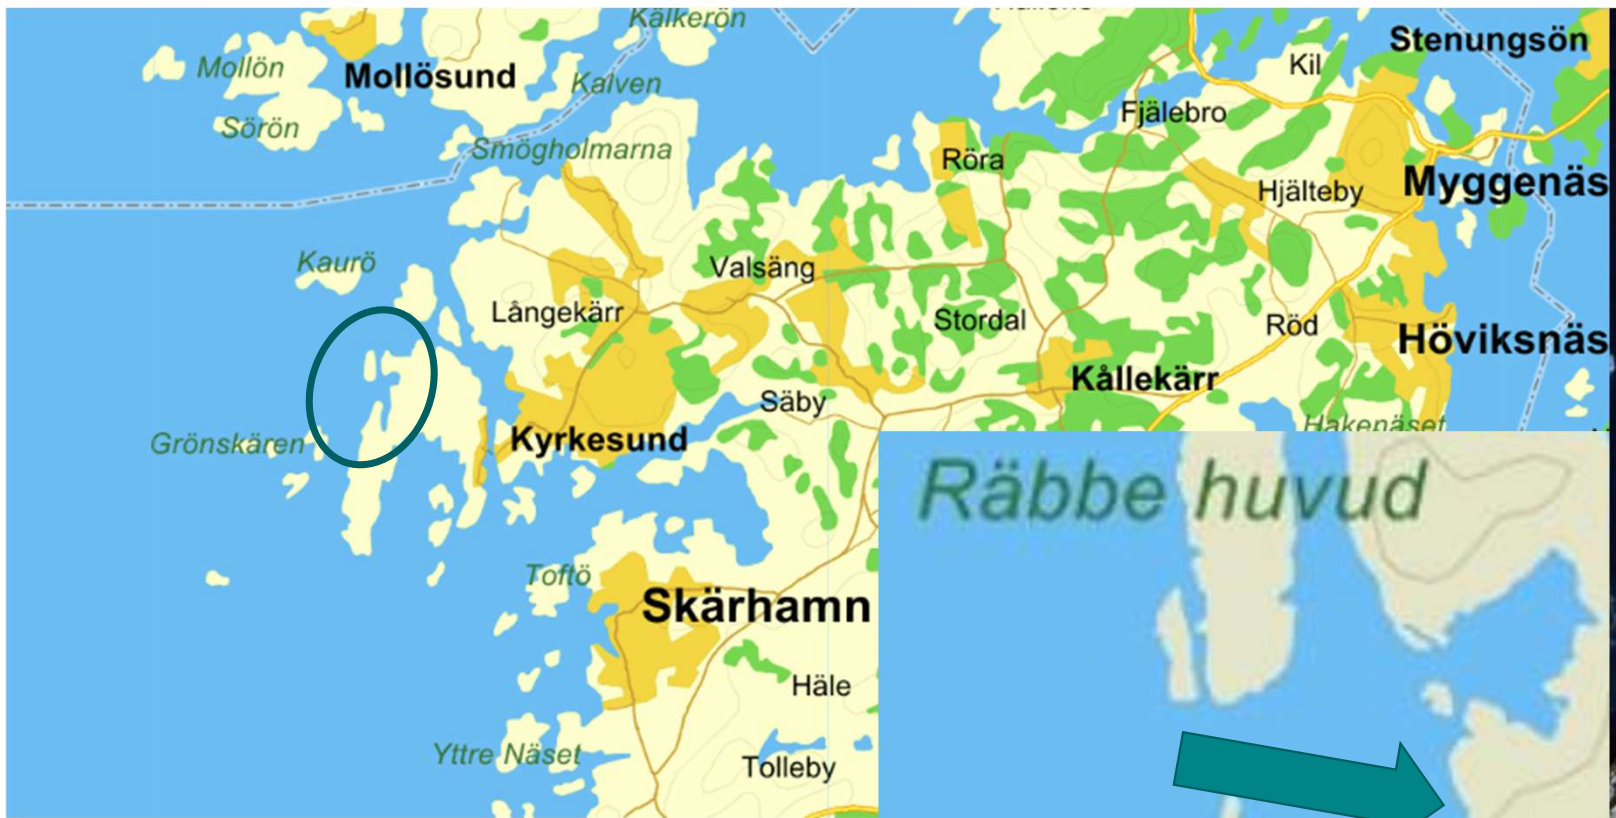 Kälkerön
Stenungsön
Mollön
Mollösund
Kalven
Kil
Sörön
Fjälebro
Smögholmarna
Röra
Hjälteby
Myggenäs
Kaurö
Valsäng
Långekärr
Stordal
Röd
Höviksnäs
Kållekärr
Säby
Grönskären
Kyrkesund
Hakenäset
Räbbe huvud
Toftö
Skärhamn
Häle
Yttre Näset
Tolleby